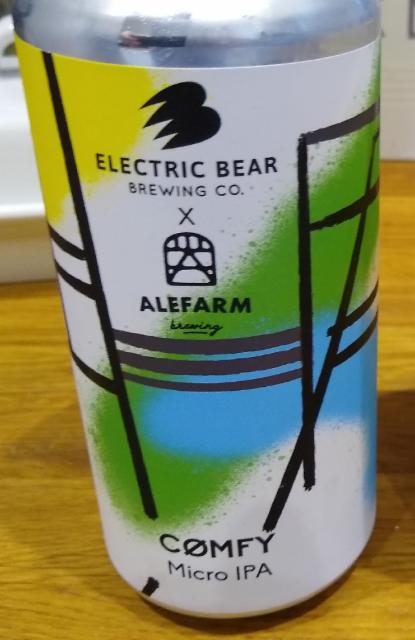 ELECTRIC BEAR
BREWING CO.
X
ALEFARM
brewing
CØMFY
Micro IPA